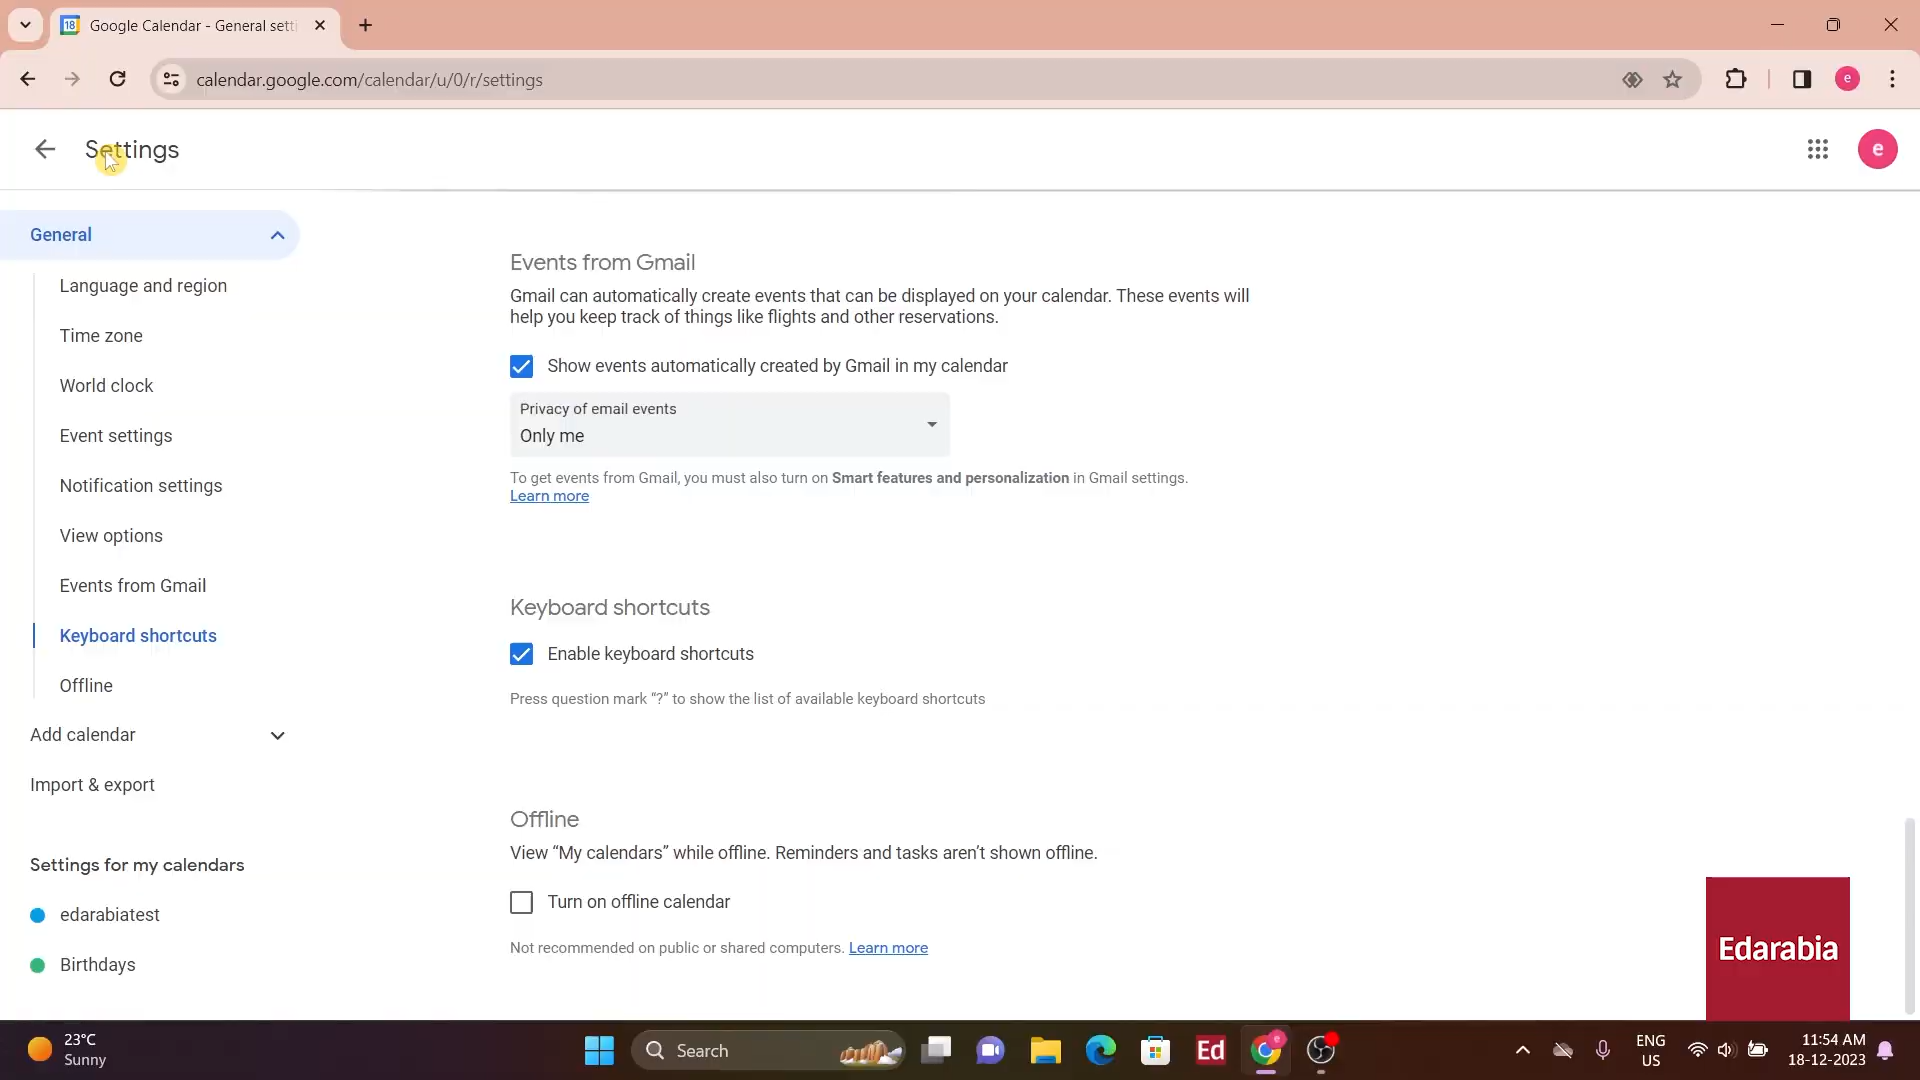 18
Google Calendar - General setti
calendar.google.com/calendar/u/0/r/settings
e
Settings
e
General
Language and region
Time zone
World clock
Event settings
Notification settings
View options
Events from Gmail
Keyboard shortcuts
Offline
Add calendar
Import & export
Settings for my calendars
edarabiatest
Birthdays
Events from Gmail
Gmail can automatically create events that can be displayed on your calendar. These events will
help you keep track of things like flights and other reservations.
Show events automatically created by Gmail in my calendar
Privacy of email events
Only me
To get events from Gmail, you must also turn on Smart features and personalization in Gmail settings.
Learn more
Keyboard shortcuts
Enable keyboard shortcuts
Press question mark “?” to show the list of available keyboard shortcuts
Offline
View “My calendars” while offline. Reminders and tasks aren’t shown offline.
Turn on offline calendar
Not recommended on public or shared computers. Learn more
Edarabia
23°C
Sunny
Search
Ed
e
ENG
US
11:54 AM
18-12-2023